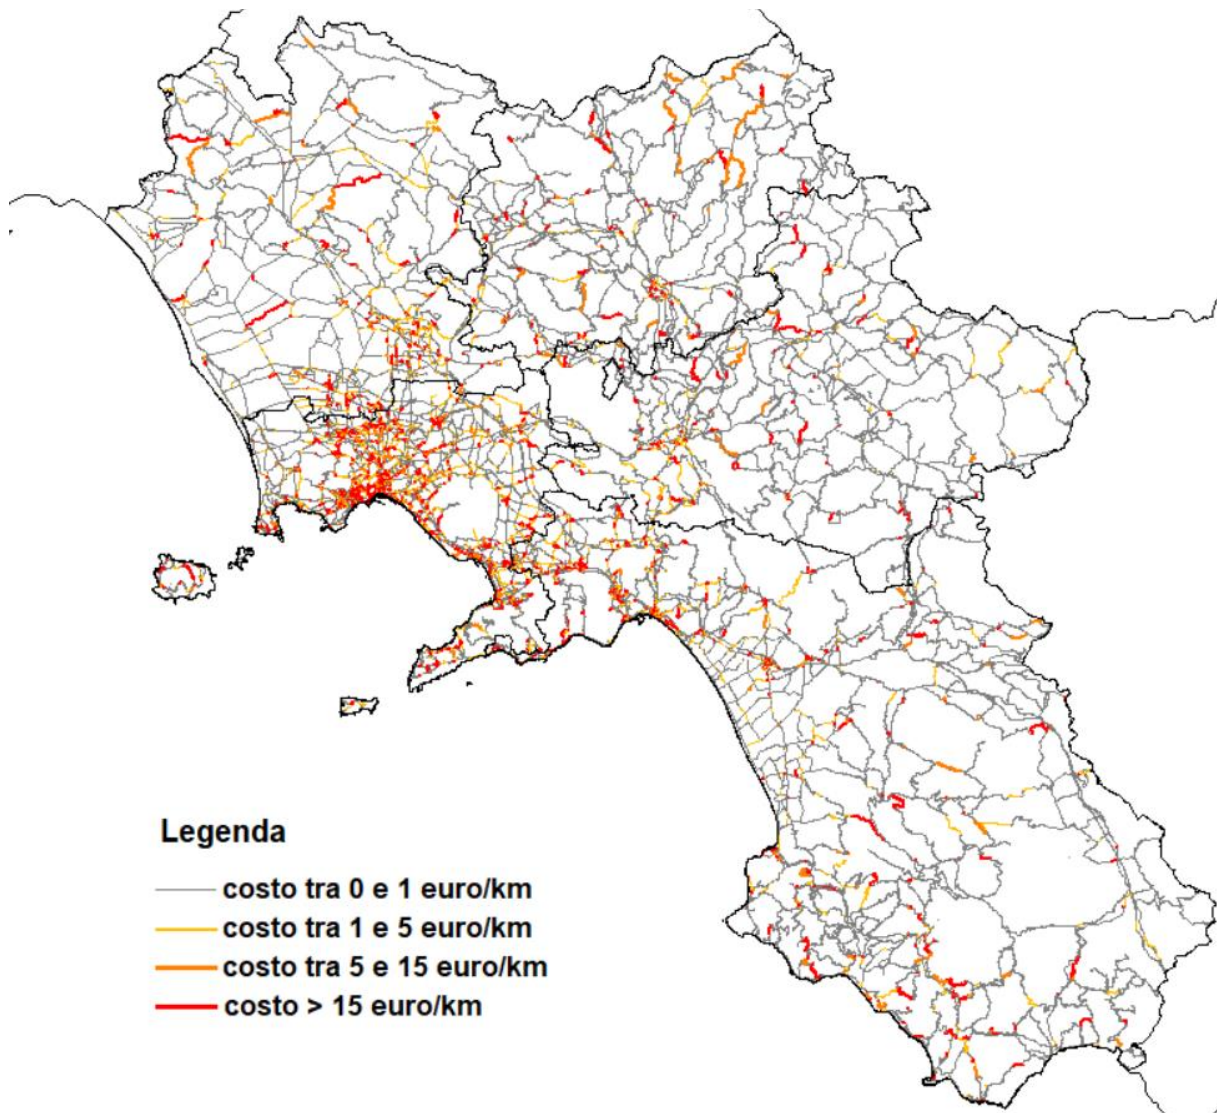 Legenda
costo tra 0 e 1 euro/km
costo tra 1 e 5 euro/km
costo tra 5 e 15 euro/km
costo > 15 euro/km